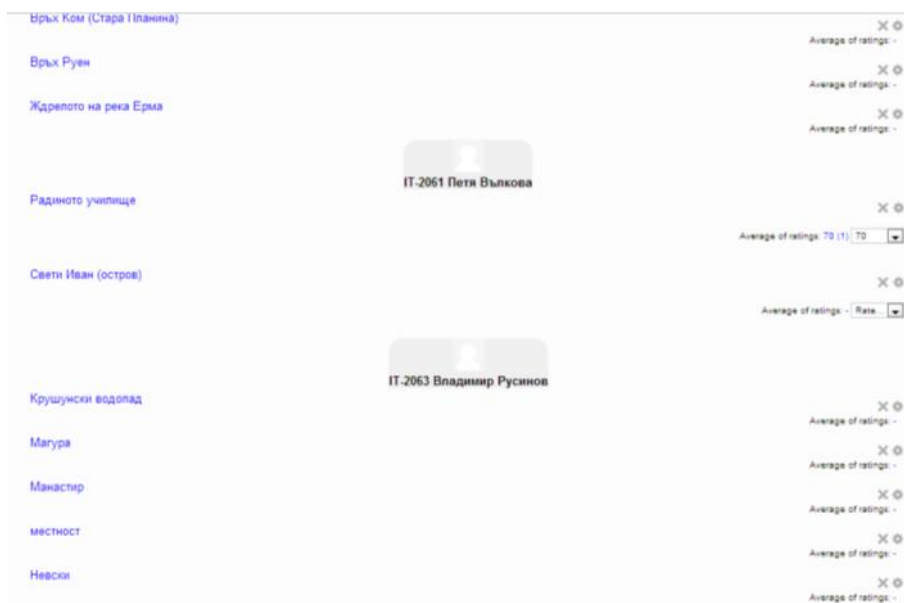 Връх Ком (Стара Планина)
Average of ratings: -
Връх Руен
Average of ratings: -
Ждрелото на река Ерма
Average of ratings: -
IT-2061 Петя Вълкова
Радиното училище
Average of ratings: 70 (1) 70
Свети Иван (остров)
Average of ratings: - Rate...
IT-2063 Владимир Русинов
Крушунски водопад
Average of ratings: -
Магура
Average of ratings: -
Манастир
Average of ratings: -
местност
Average of ratings: -
Невски
Average of ratings: -